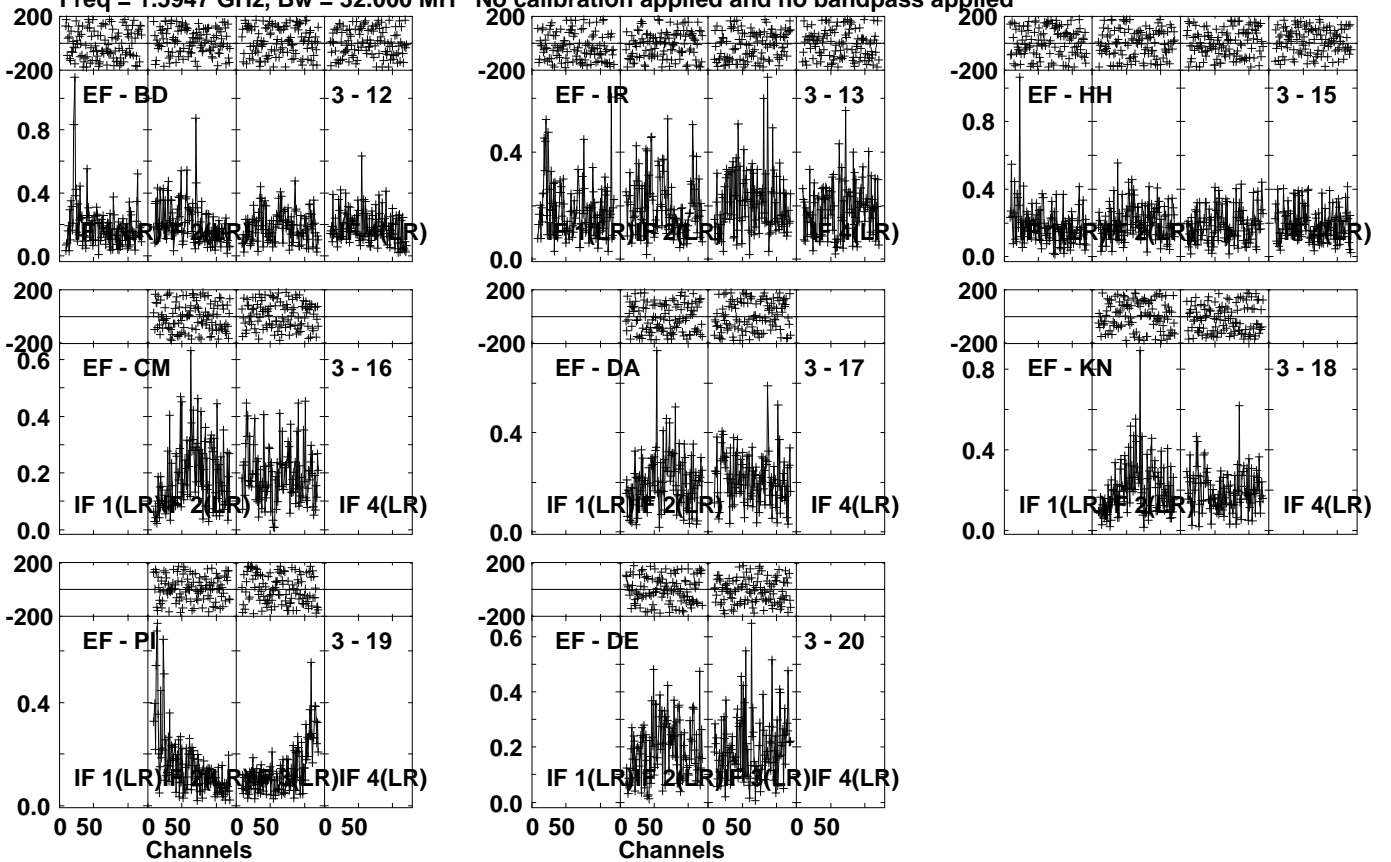 Freq = 1.5947 GHz, Bw = 32.000 MH No calibration applied and no bandpass applied
200 200 200
-200 -200 -200
EF - BD 3 - 12 EF - IR 3 - 13 EF - HH 3 - 15
0.8 0.4 0.0
0.4 0.0
0.8 0.4 0.0
IF 1(LR) IF 2(LR) IF 4(LR) IF 1(LR) IF 2(LR) IF 4(LR) IF 1(LR) IF 2(LR) IF 4(LR)
200 200 200
-200 -200 -200
EF - CM 3 - 16 EF - DA 3 - 17 EF - KN 3 - 18
0.6 0.4 0.2 0.0
0.4 0.0
0.8 0.4 0.0
IF 1(LR) IF 2(LR) IF 4(LR) IF 1(LR) IF 2(LR) IF 4(LR) IF 1(LR) IF 2(LR) IF 4(LR)
200 200
-200 -200
EF - PI 3 - 19 EF - DE 3 - 20
0.4 0.0
0.6 0.4 0.2 0.0
IF 1(LR) IF 2(LR) IF 3(LR) IF 4(LR) IF 1(LR) IF 2(LR) IF 3(LR) IF 4(LR)
0 50 0 50 0 50 0 50 0 50 0 50 0 50 0 50
Channels Channels